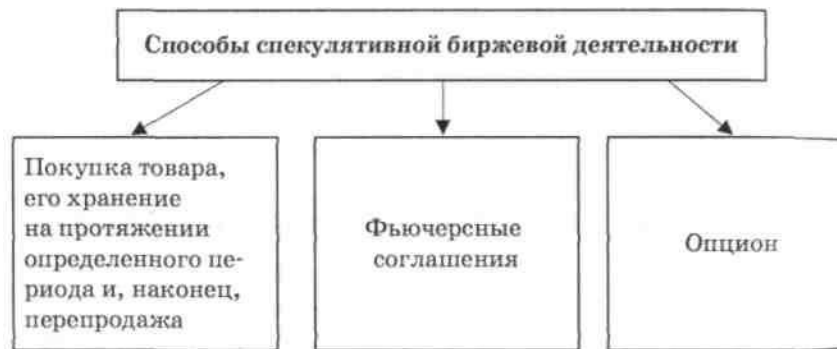 Способы спекулятивной биржевой деятельности
Покупка товара,
его хранение
на протяжении
определенного пе-
риода и, наконец,
перепродажа
Фьючерсные
соглашения
Опцион